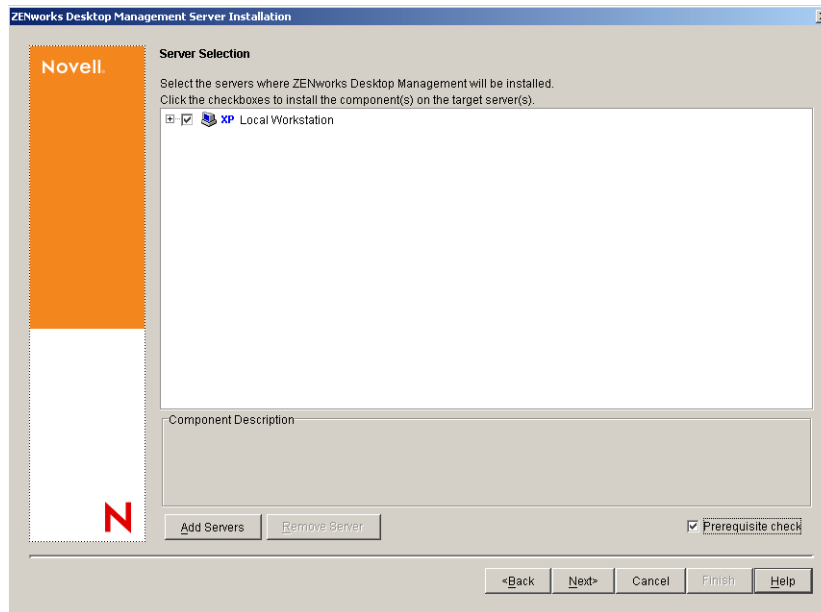 ZENworks Desktop Management Server Installation
Novell.
Server Selection
Select the servers where ZENworks Desktop Management will be installed.
Click the checkboxes to install the component(s) on the target server(s).
XP Local Workstation
Component Description
N
Add Servers
Remove Server
Prerequisite check
<Back
Next>
Cancel
Finish
Help